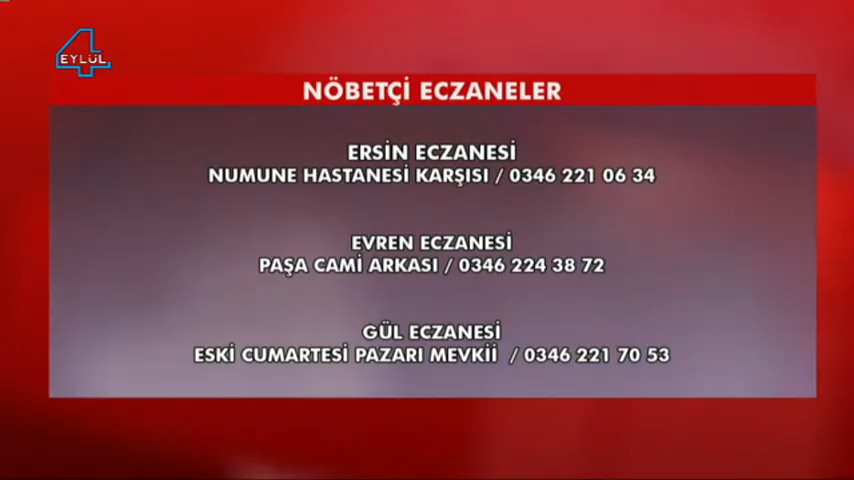 4
EYLÜL
NÖBETÇİ ECZANELER
ERSİN ECZANESİ
NUMUNE HASTANESİ KARŞISI / 0346 221 06 34
EVREN ECZANESİ
PAŞA CAMİ ARKASI / 0346 224 38 72
GÜL ECZANESİ
ESKİ CUMARTESİ PAZARI MEVKİİ / 0346 221 70 53